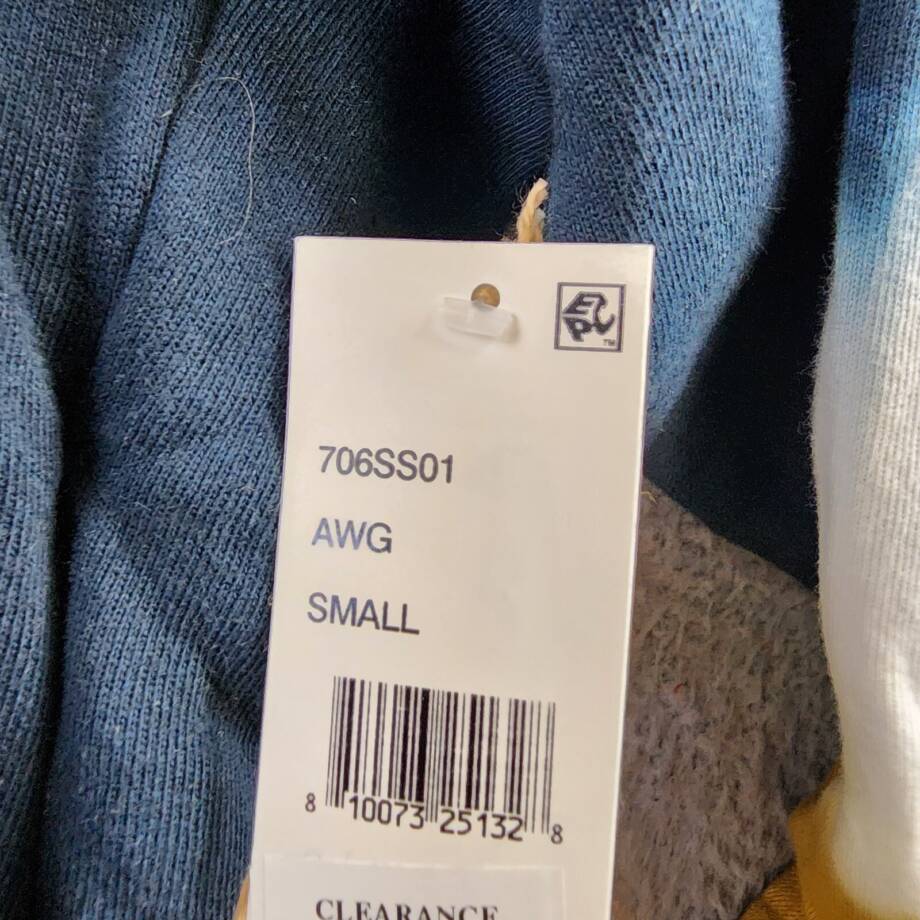 706SS01
AWG
SMALL
8 10073 25132 8
CLEARANCE